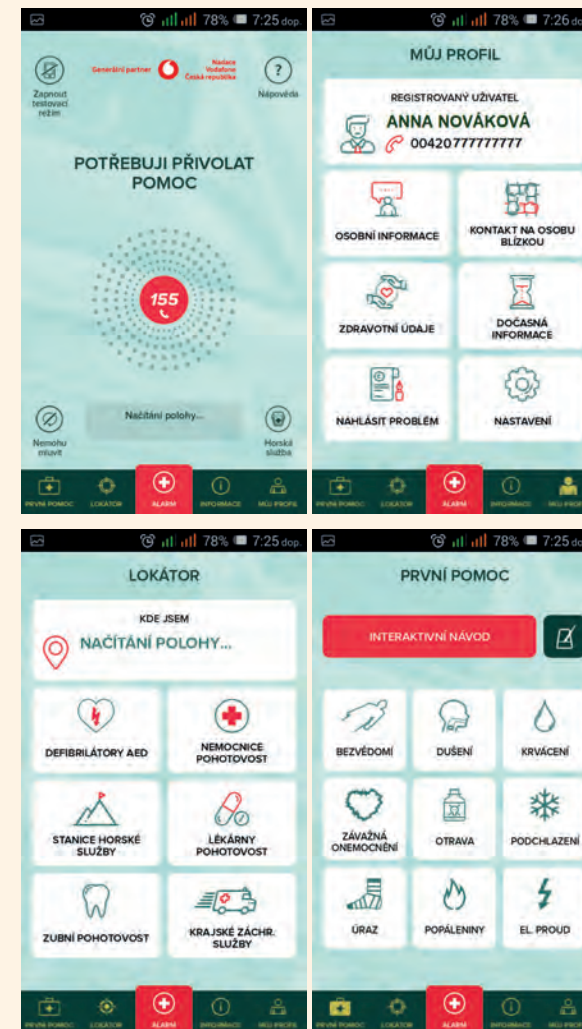 78% 7:25 dop.
Zapnout
testovací
režim
Generální partner
Nadace
Vodafone
Česká republika
?
Nápověda
POTŘEBUJI PŘIVOLAT
POMOC
155
Načítání polohy...
Nemohu
mluvit
Horská
služba
PRVNÍ POMOC LOKÁTOR ALARM INFORMACE MŮJ PROFIL
78% 7:26 do
MŮJ PROFIL
REGISTROVANÝ UŽIVATEL
ANNA NOVÁKOVÁ
00420777777777
OSOBNÍ INFORMACE
KONTAKT NA OSOBU
BLÍZKOU
ZDRAVOTNÍ ÚDAJE
DOČASNÁ
INFORMACE
NAHLÁSIT PROBLÉM
NASTAVENÍ
PRVNÍ POMOC LOKÁTOR ALARM INFORMACE MŮJ PROFI
78% 7:25 dop.
LOKÁTOR
KDE JSEM
NAČÍTÁNÍ POLOHY...
DEFIBRILÁTORY AED
NEMOCNICE
POHOTOVOST
STANICE HORSKÉ
SLUŽBY
LÉKÁRNY
POHOTOVOST
ZUBNÍ POHOTOVOST
KRAJSKÉ ZÁCHR.
SLUŽBY
PRVNÍ POMOC LOKÁTOR ALARM INFORMACE MŮJ PROFIL
78% 7:25 do
PRVNÍ POMOC
INTERAKTIVNÍ NÁVOD
BEZVĚDOMÍ
DUŠENÍ
KRVÁCENÍ
ZÁVAŽNÁ
ONEMOCNĚNÍ
OTRAVA
PODCHLAZENÍ
ÚRAZ
POPÁLENINY
EL. PROUD
PRVNÍ POMOC LOKÁTOR ALARM INFORMACE MŮJ PROFI